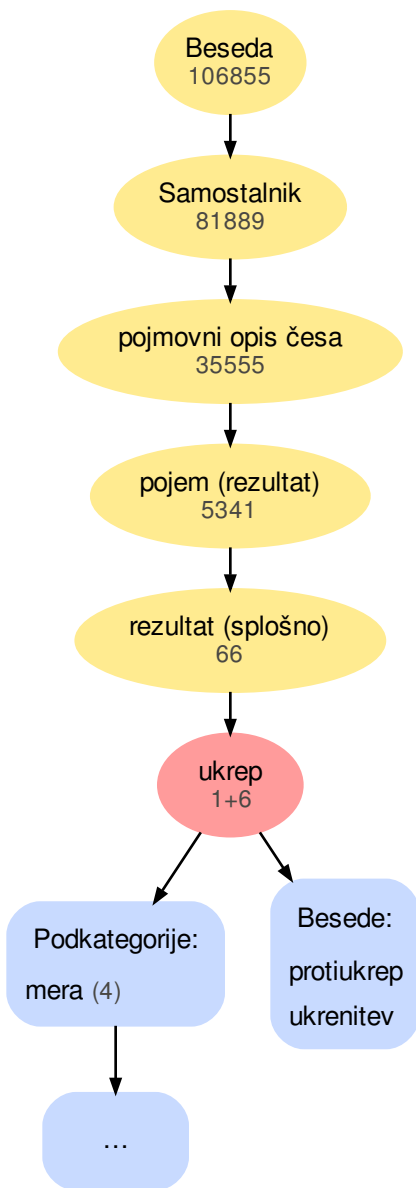 Beseda
106855
Samostalnik
81889
pojmovni opis česa
35555
pojem (rezultat)
5341
rezultat (splošno)
66
ukrep
1+6
Podkategorije:
mera (4)
Besede:
protiukrep
ukrenitev
...